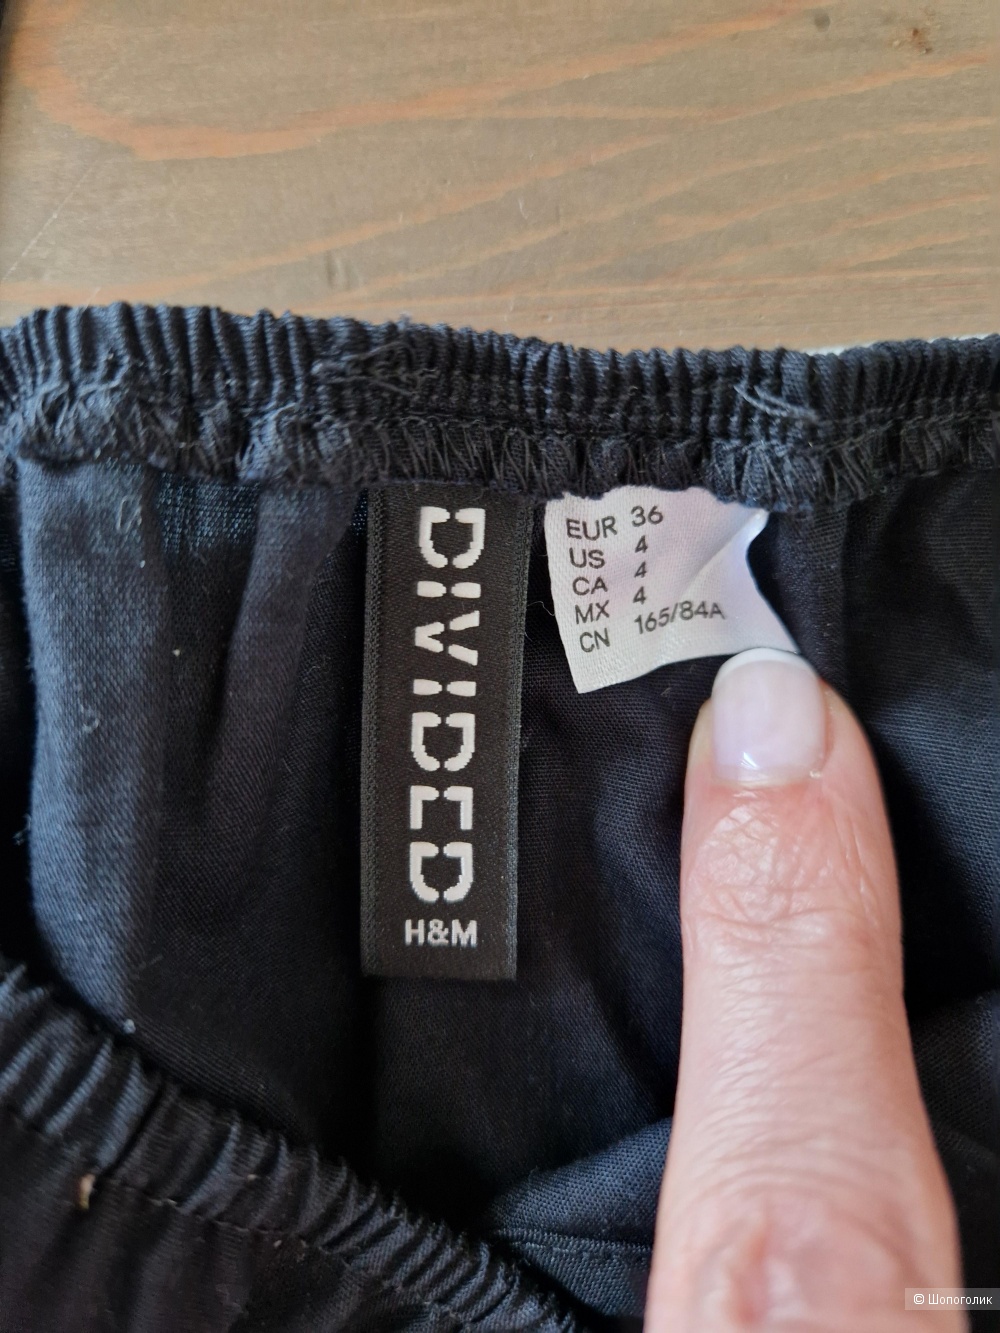 DIVIDED
H&M
EUR 36
US 4
CA 4
MX 4
CN 165/84A
© Шопоголик